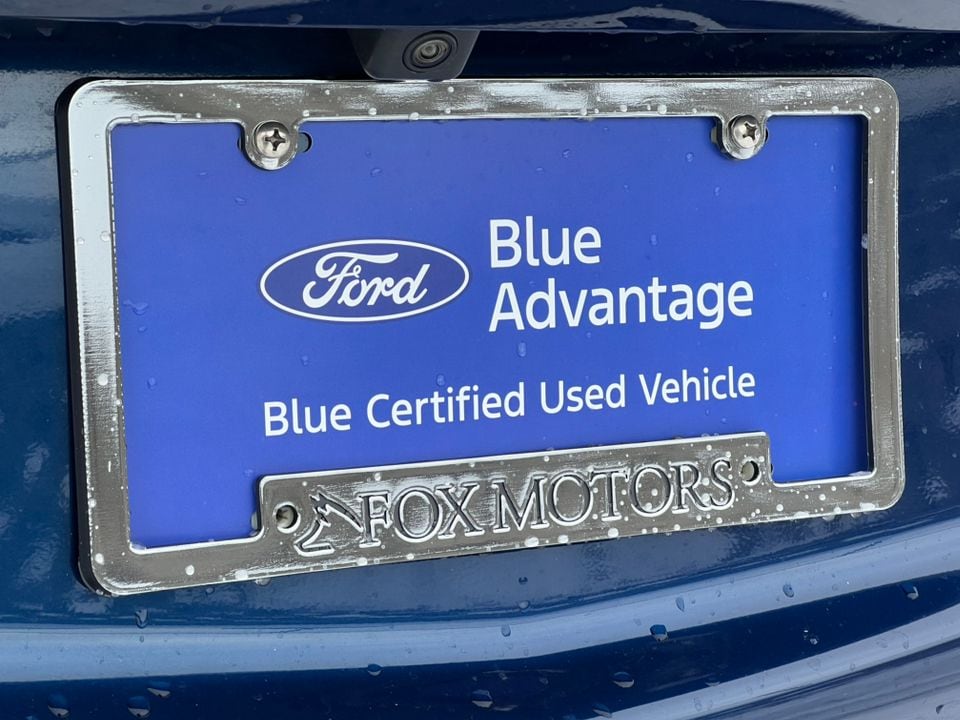 Ford
Blue
Advantage
Blue Certified Used Vehicle
FOX MOTORS